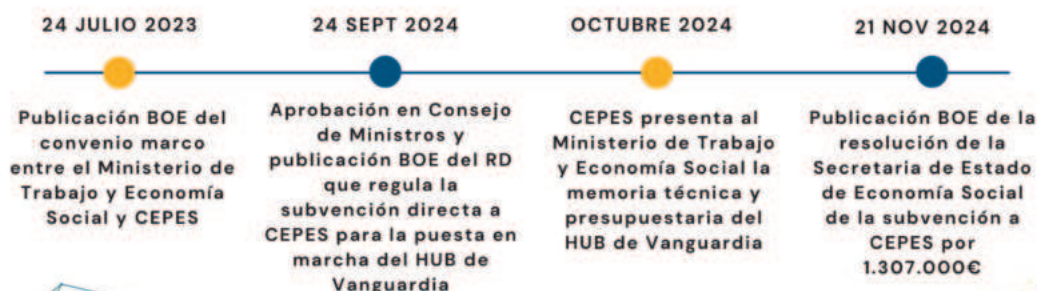 24 JULIO 2023
Publicación BOE del
convenio marco
entre el Ministerio de
Trabajo y Economía
Social y CEPES
24 SEPT 2024
Aprobación en Consejo
de Ministros y
publicación BOE del RD
que regula la
subvención directa a
CEPES para la puesta en
marcha del HUB de
Vanguardia
OCTUBRE 2024
CEPES presenta al
Ministerio de Trabajo
y Economía Social la
memoria técnica y
presupuestaria del
HUB de Vanguardia
21 NOV 2024
Publicación BOE de la
resolución de la
Secretaria de Estado
de Economía Social
de la subvención a
CEPES por
1.307.000€